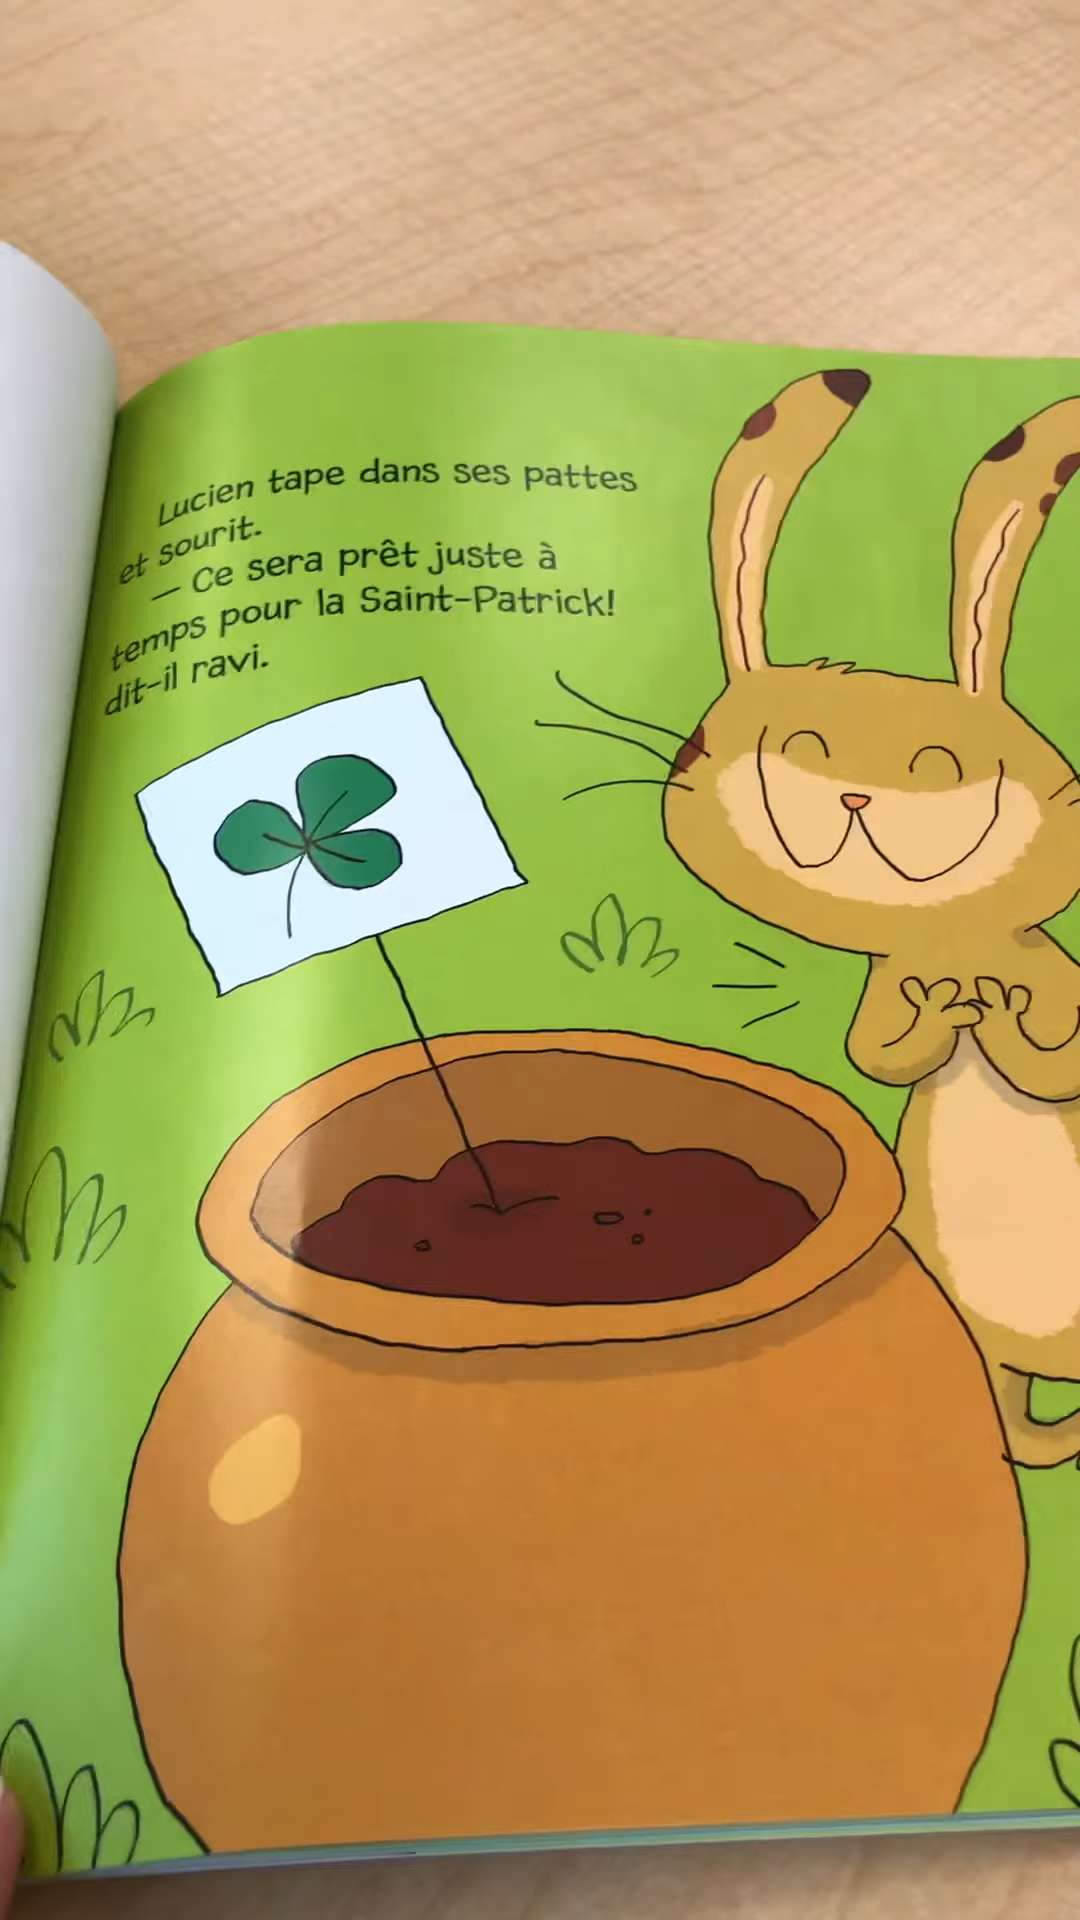 Lucien tape dans ses pattes
et sourit.
— Ce sera prêt juste à
temps pour la Saint-Patrick!
dit-il ravi.